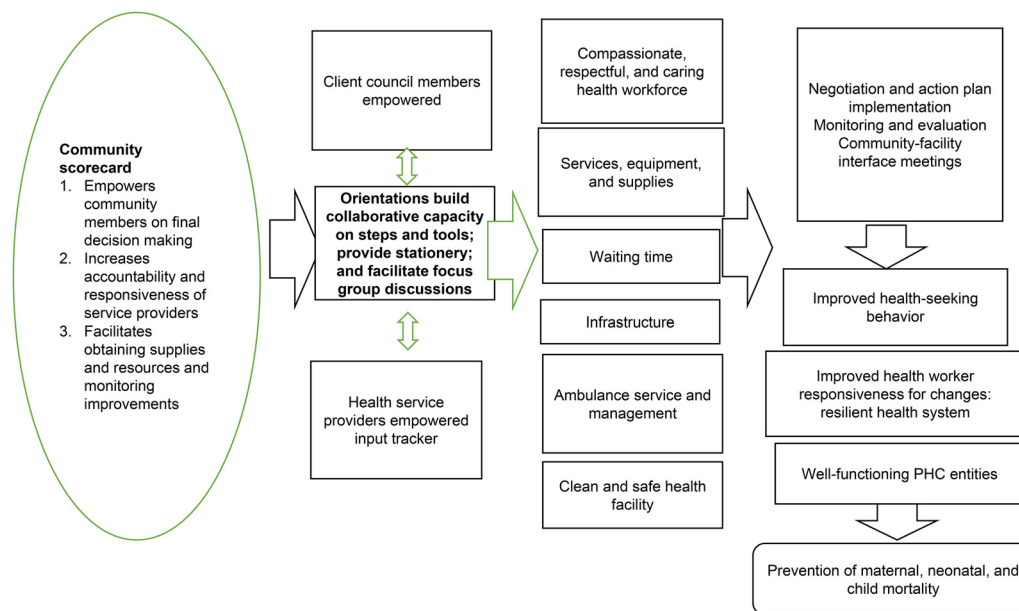 Community
scorecard
1. Empowers
community
members on final
decision making
2. Increases
accountability and
responsiveness of
service providers
3. Facilitates
obtaining supplies
and resources and
monitoring
improvements
Client council members
empowered
Orientations build
collaborative capacity
on steps and tools;
provide stationery;
and facilitate focus
group discussions
Health service
providers empowered
input tracker
Compassionate,
respectful, and caring
health workforce
Services, equipment,
and supplies
Waiting time
Infrastructure
Ambulance service and
management
Clean and safe health
facility
Negotiation and action plan
implementation
Monitoring and evaluation
Community-facility
interface meetings
Improved health-seeking
behavior
Improved health worker
responsiveness for changes:
resilient health system
Well-functioning PHC entities
Prevention of maternal, neonatal, and
child mortality